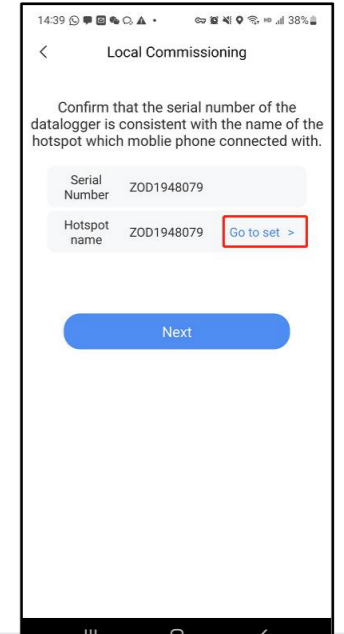 14:39 38%
< Local Commissioning
Confirm that the serial number of the
datalogger is consistent with the name of the
hotspot which moblie phone connected with.
Serial
Number ZOD1948079
Hotspot
name ZOD1948079 Go to set >
Next